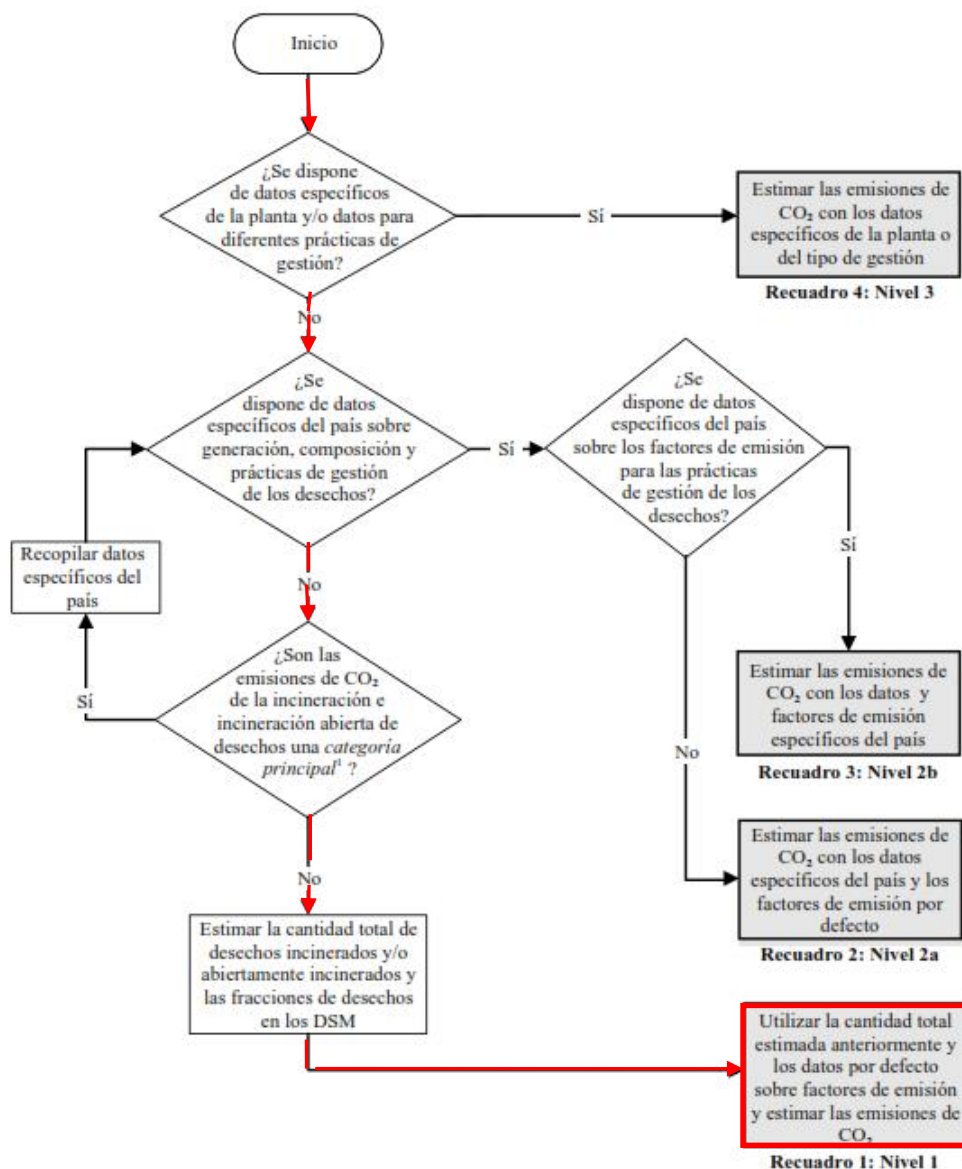 Inicio
¿Se dispone
de datos específicos
de la planta y/o datos para
diferentes prácticas de
gestión?
Sí
Estimar las emisiones de
CO₂ con los datos
específicos de la planta o
del tipo de gestión
Recuadro 4: Nivel 3
No
¿Se
dispone de datos
específicos del país sobre
generación, composición y
prácticas de gestión
de los desechos?
Sí
¿Se
dispone de datos
específicos del país
sobre los factores de emisión
para las prácticas
de gestión de los
desechos?
Recopilar datos
específicos del
país
No
Sí
¿Son las
emisiones de CO₂
de la incineración e
incineración abierta de
desechos una categoría
principal¹ ?
Sí
Estimar las emisiones de
CO₂ con los datos y
factores de emisión
específicos del país
Recuadro 3: Nivel 2b
No
No
Estimar las emisiones de
CO₂ con los datos
específicos del país y los
factores de emisión por
defecto
Recuadro 2: Nivel 2a
Estimar la cantidad total de
desechos incinerados y/o
abiertamente incinerados y
las fracciones de desechos
en los DSM
Utilizar la cantidad total
estimada anteriormente y
los datos por defecto
sobre factores de emisión
y estimar las emisiones de
CO₂
Recuadro 1: Nivel 1